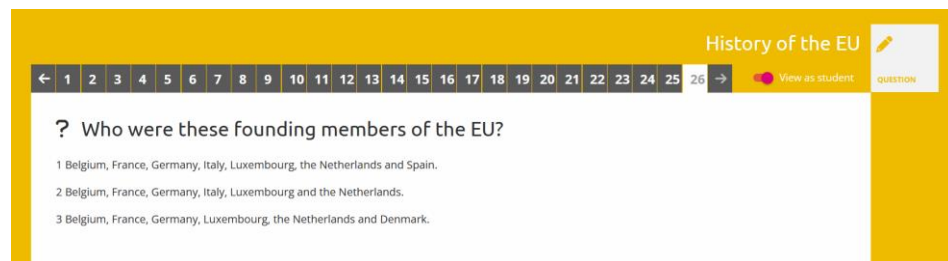 History of the EU
← 1 2 3 4 5 6 7 8 9 10 11 12 13 14 15 16 17 18 19 20 21 22 23 24 25 26 →
View as student
QUESTION
? Who were these founding members of the EU?
1 Belgium, France, Germany, Italy, Luxembourg, the Netherlands and Spain.
2 Belgium, France, Germany, Italy, Luxembourg and the Netherlands.
3 Belgium, France, Germany, Luxembourg, the Netherlands and Denmark.